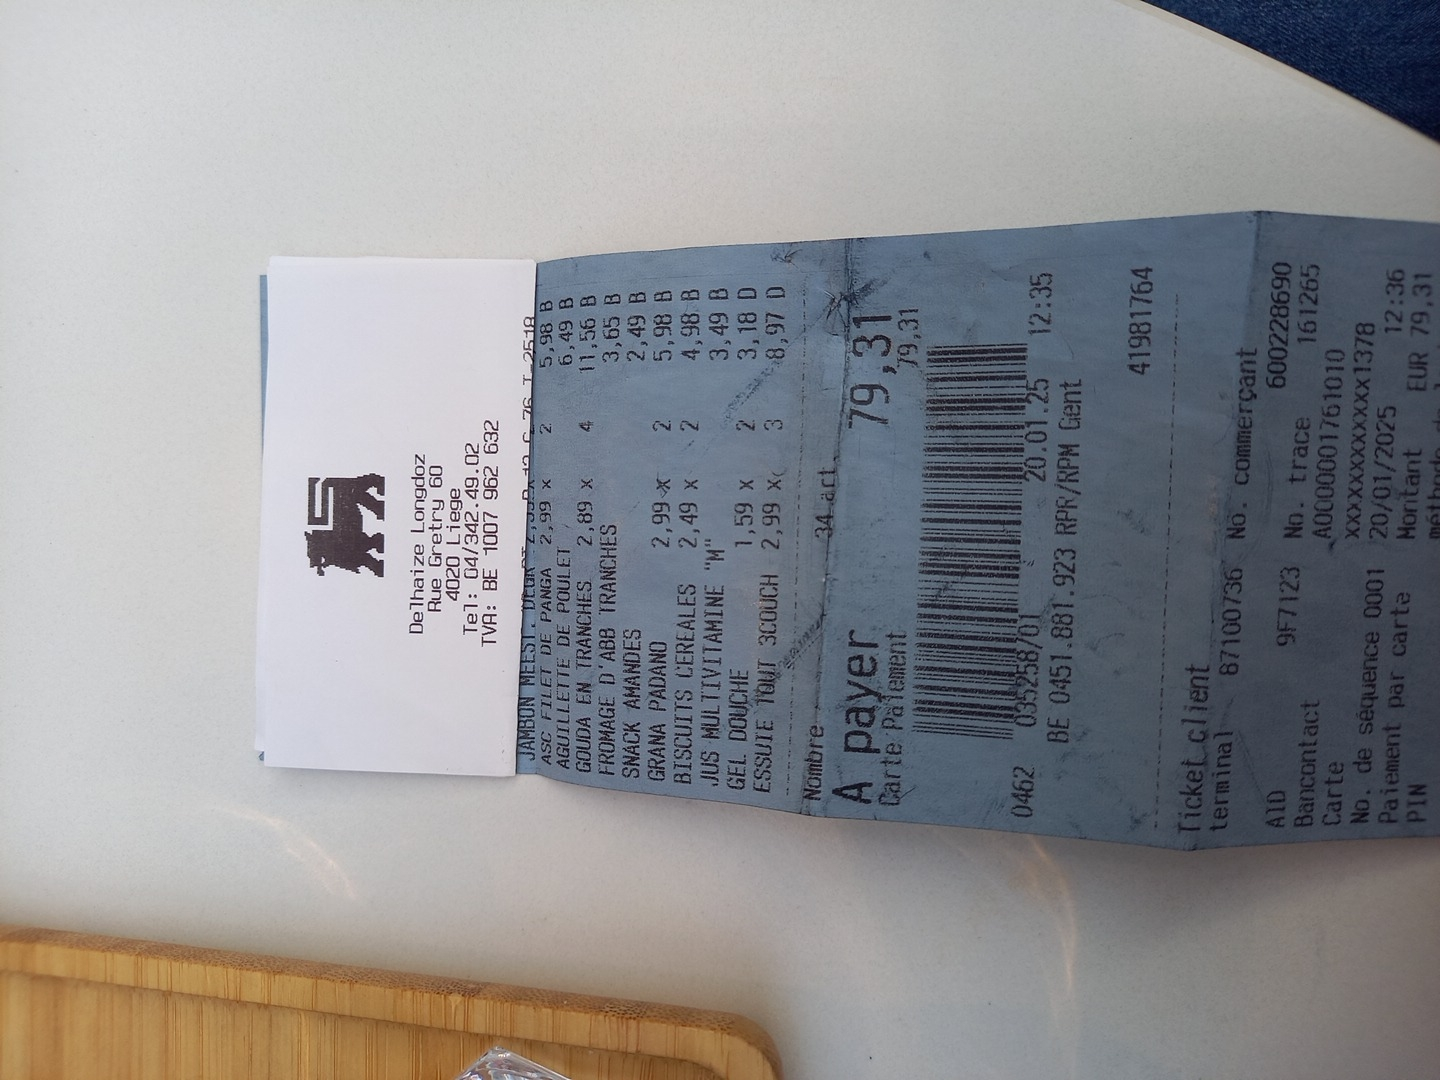 Delhaize Longdoz
Rue Gretry 60
4020 Liege
Tel: 04/342.49.02
TVA: BE 1007 962 632
JAMBON MEEST.
ASC FILET DE PANGA 2,99 x 2 5,98 B
AGUILLETTE DE POULET 6,49 B
GOUDA EN TRANCHES 2,89 x 4 11,56 B
FROMAGE D'ABB TRANCHES 3,65 B
SNACK AMANDES 2,49 B
GRANA PADANO 2,99 x 2 5,98 B
BISCUITS CEREALES 2,49 x 2 4,98 B
JUS MULTIVITAMINE "M" 3,49 B
GEL DOUCHE 1,59 x 2 3,18 D
ESSUIE TOUT 3COUCH 2,99 x 3 8,97 D
Nombre 34 art
A payer 79,31
Carte Paiement 79,31
0462 035258/01 20.01.25 12:35
BE 0451.881.923 RPR/RPM Gent
41981764
Ticket client
terminal 87100736 No. commerçant 6002286​90
AID 9F7123 No. trace 161265
Bancontact A0000001761010
Carte xxxxxxxxxxxxx1378
No. de séquence 0001 20/01/2025 12:36
Paiement par carte Montant EUR 79,31
PIN méthode